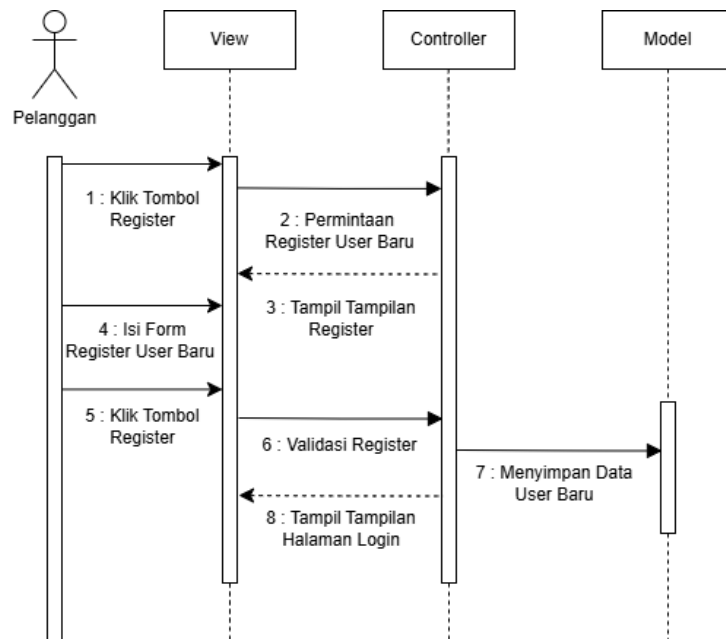 View
Controller
Model
Pelanggan
1 : Klik Tombol
Register
2 : Permintaan
Register User Baru
3 : Tampil Tampilan
Register
4 : Isi Form
Register User Baru
5 : Klik Tombol
Register
6 : Validasi Register
7 : Menyimpan Data
User Baru
8 : Tampil Tampilan
Halaman Login